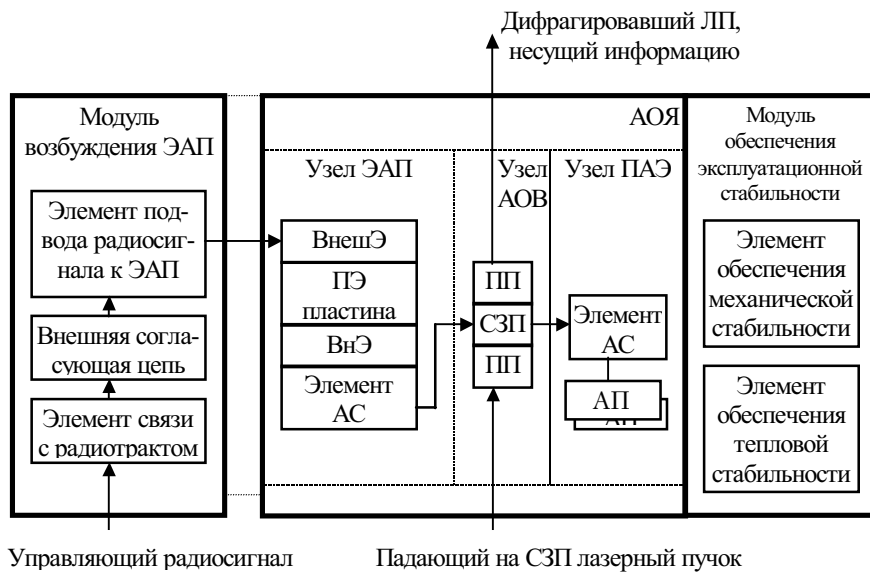 Дифрагировавший ЛП,
несущий информацию
Модуль
возбуждения ЭАП
Элемент под-
вода радиосиг-
нала к ЭАП
Внешняя согла-
сующая цепь
Элемент связи
с радиотрактом
АОЯ
Узел ЭАП
ВнешЭ
ПЭ
пластина
ВнЭ
Элемент
АС
Узел
АОВ
ПП
СЗП
ПП
Узел ПАЭ
Элемент
АС
АП
АП
Модуль
обеспечения
эксплуатационной
стабильности
Элемент
обеспечения
механической
стабильности
Элемент
обеспечения
тепловой
стабильности
Управляющий радиосигнал
Падающий на СЗП лазерный пучок